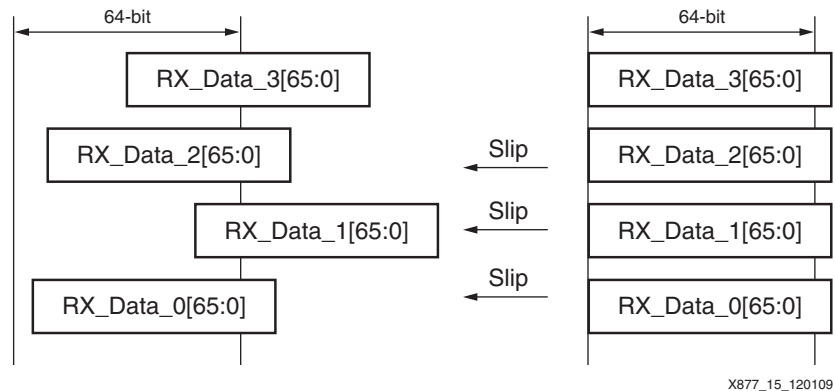 64-bit
64-bit
RX_Data_3[65:0]
RX_Data_3[65:0]
RX_Data_2[65:0]
Slip
RX_Data_2[65:0]
RX_Data_1[65:0]
Slip
RX_Data_1[65:0]
RX_Data_0[65:0]
Slip
RX_Data_0[65:0]
X877_15_120109